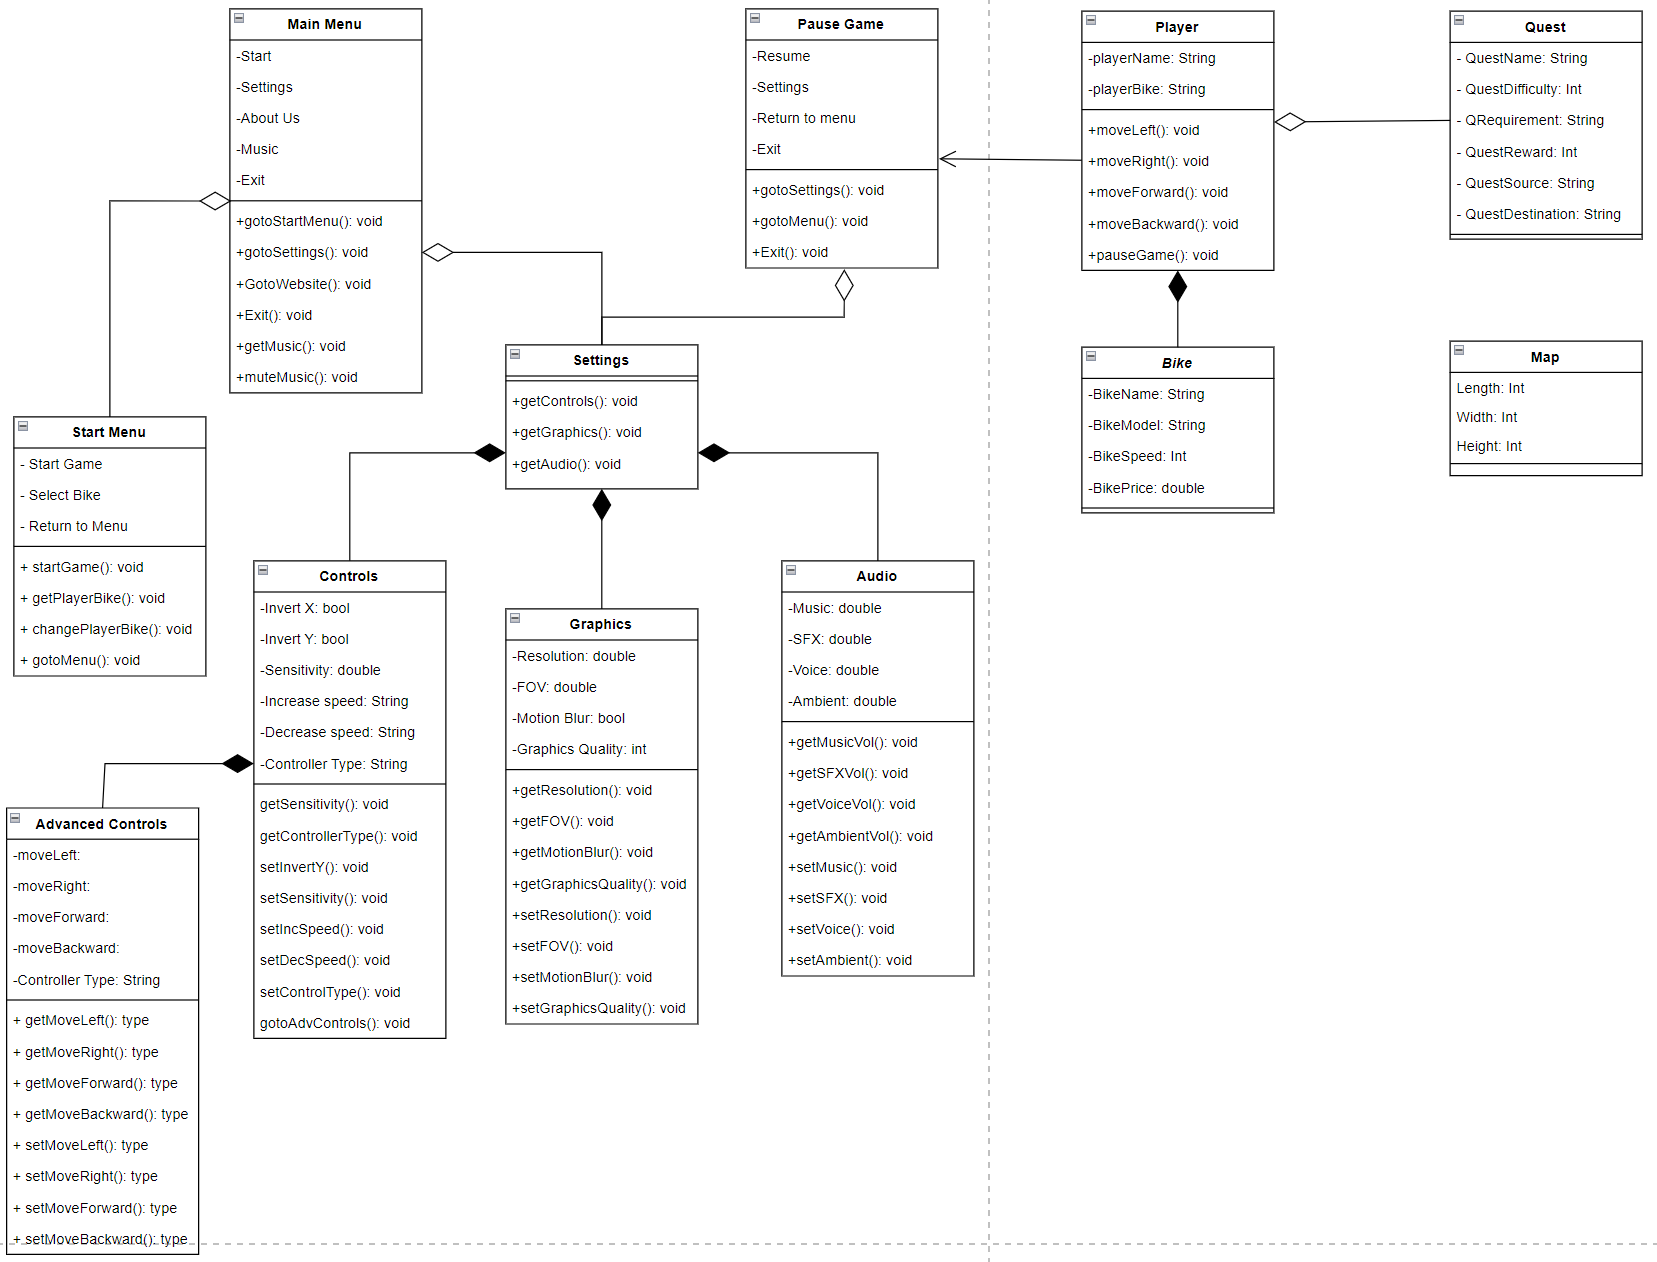 Main Menu
-Start
-Settings
-About Us
-Music
-Exit
+gotoStartMenu(): void
+gotoSettings(): void
+GotoWebsite(): void
+Exit(): void
+getMusic(): void
+muteMusic(): void
Pause Game
-Resume
-Settings
-Return to menu
-Exit
+gotoSettings(): void
+gotoMenu(): void
+Exit(): void
Player
-playerName: String
-playerBike: String
+moveLeft(): void
+moveRight(): void
+moveForward(): void
+moveBackward(): void
+pauseGame(): void
Quest
- QuestName: String
- QuestDifficulty: Int
- QRequirement: String
- QuestReward: Int
- QuestSource: String
- QuestDestination: String
Settings
+getControls(): void
+getGraphics(): void
+getAudio(): void
Bike
-BikeName: String
-BikeModel: String
-BikeSpeed: Int
-BikePrice: double
Map
Length: Int
Width: Int
Height: Int
Start Menu
- Start Game
- Select Bike
- Return to Menu
+ startGame(): void
+ getPlayerBike(): void
+ changePlayerBike(): void
+ gotoMenu(): void
Controls
-Invert X: bool
-Invert Y: bool
-Sensitivity: double
-Increase speed: String
-Decrease speed: String
-Controller Type: String
getSensitivity(): void
getControllerType(): void
setInvertY(): void
setSensitivity(): void
setIncSpeed(): void
setDecSpeed(): void
setControlType(): void
gotoAdvControls(): void
Graphics
-Resolution: double
-FOV: double
-Motion Blur: bool
-Graphics Quality: int
+getResolution(): void
+getFOV(): void
+getMotionBlur(): void
+getGraphicsQuality(): void
+setResolution(): void
+setFOV(): void
+setMotionBlur(): void
+setGraphicsQuality(): void
Audio
-Music: double
-SFX: double
-Voice: double
-Ambient: double
+getMusicVol(): void
+getSFXVol(): void
+getVoiceVol(): void
+getAmbientVol(): void
+setMusic(): void
+setSFX(): void
+setVoice(): void
+setAmbient(): void
Advanced Controls
-moveLeft:
-moveRight:
-moveForward:
-moveBackward:
-Controller Type: String
+ getMoveLeft(): type
+ getMoveRight(): type
+ getMoveForward(): type
+ getMoveBackward(): type
+ setMoveLeft(): type
+ setMoveRight(): type
+ setMoveForward(): type
+ setMoveBackward(): type